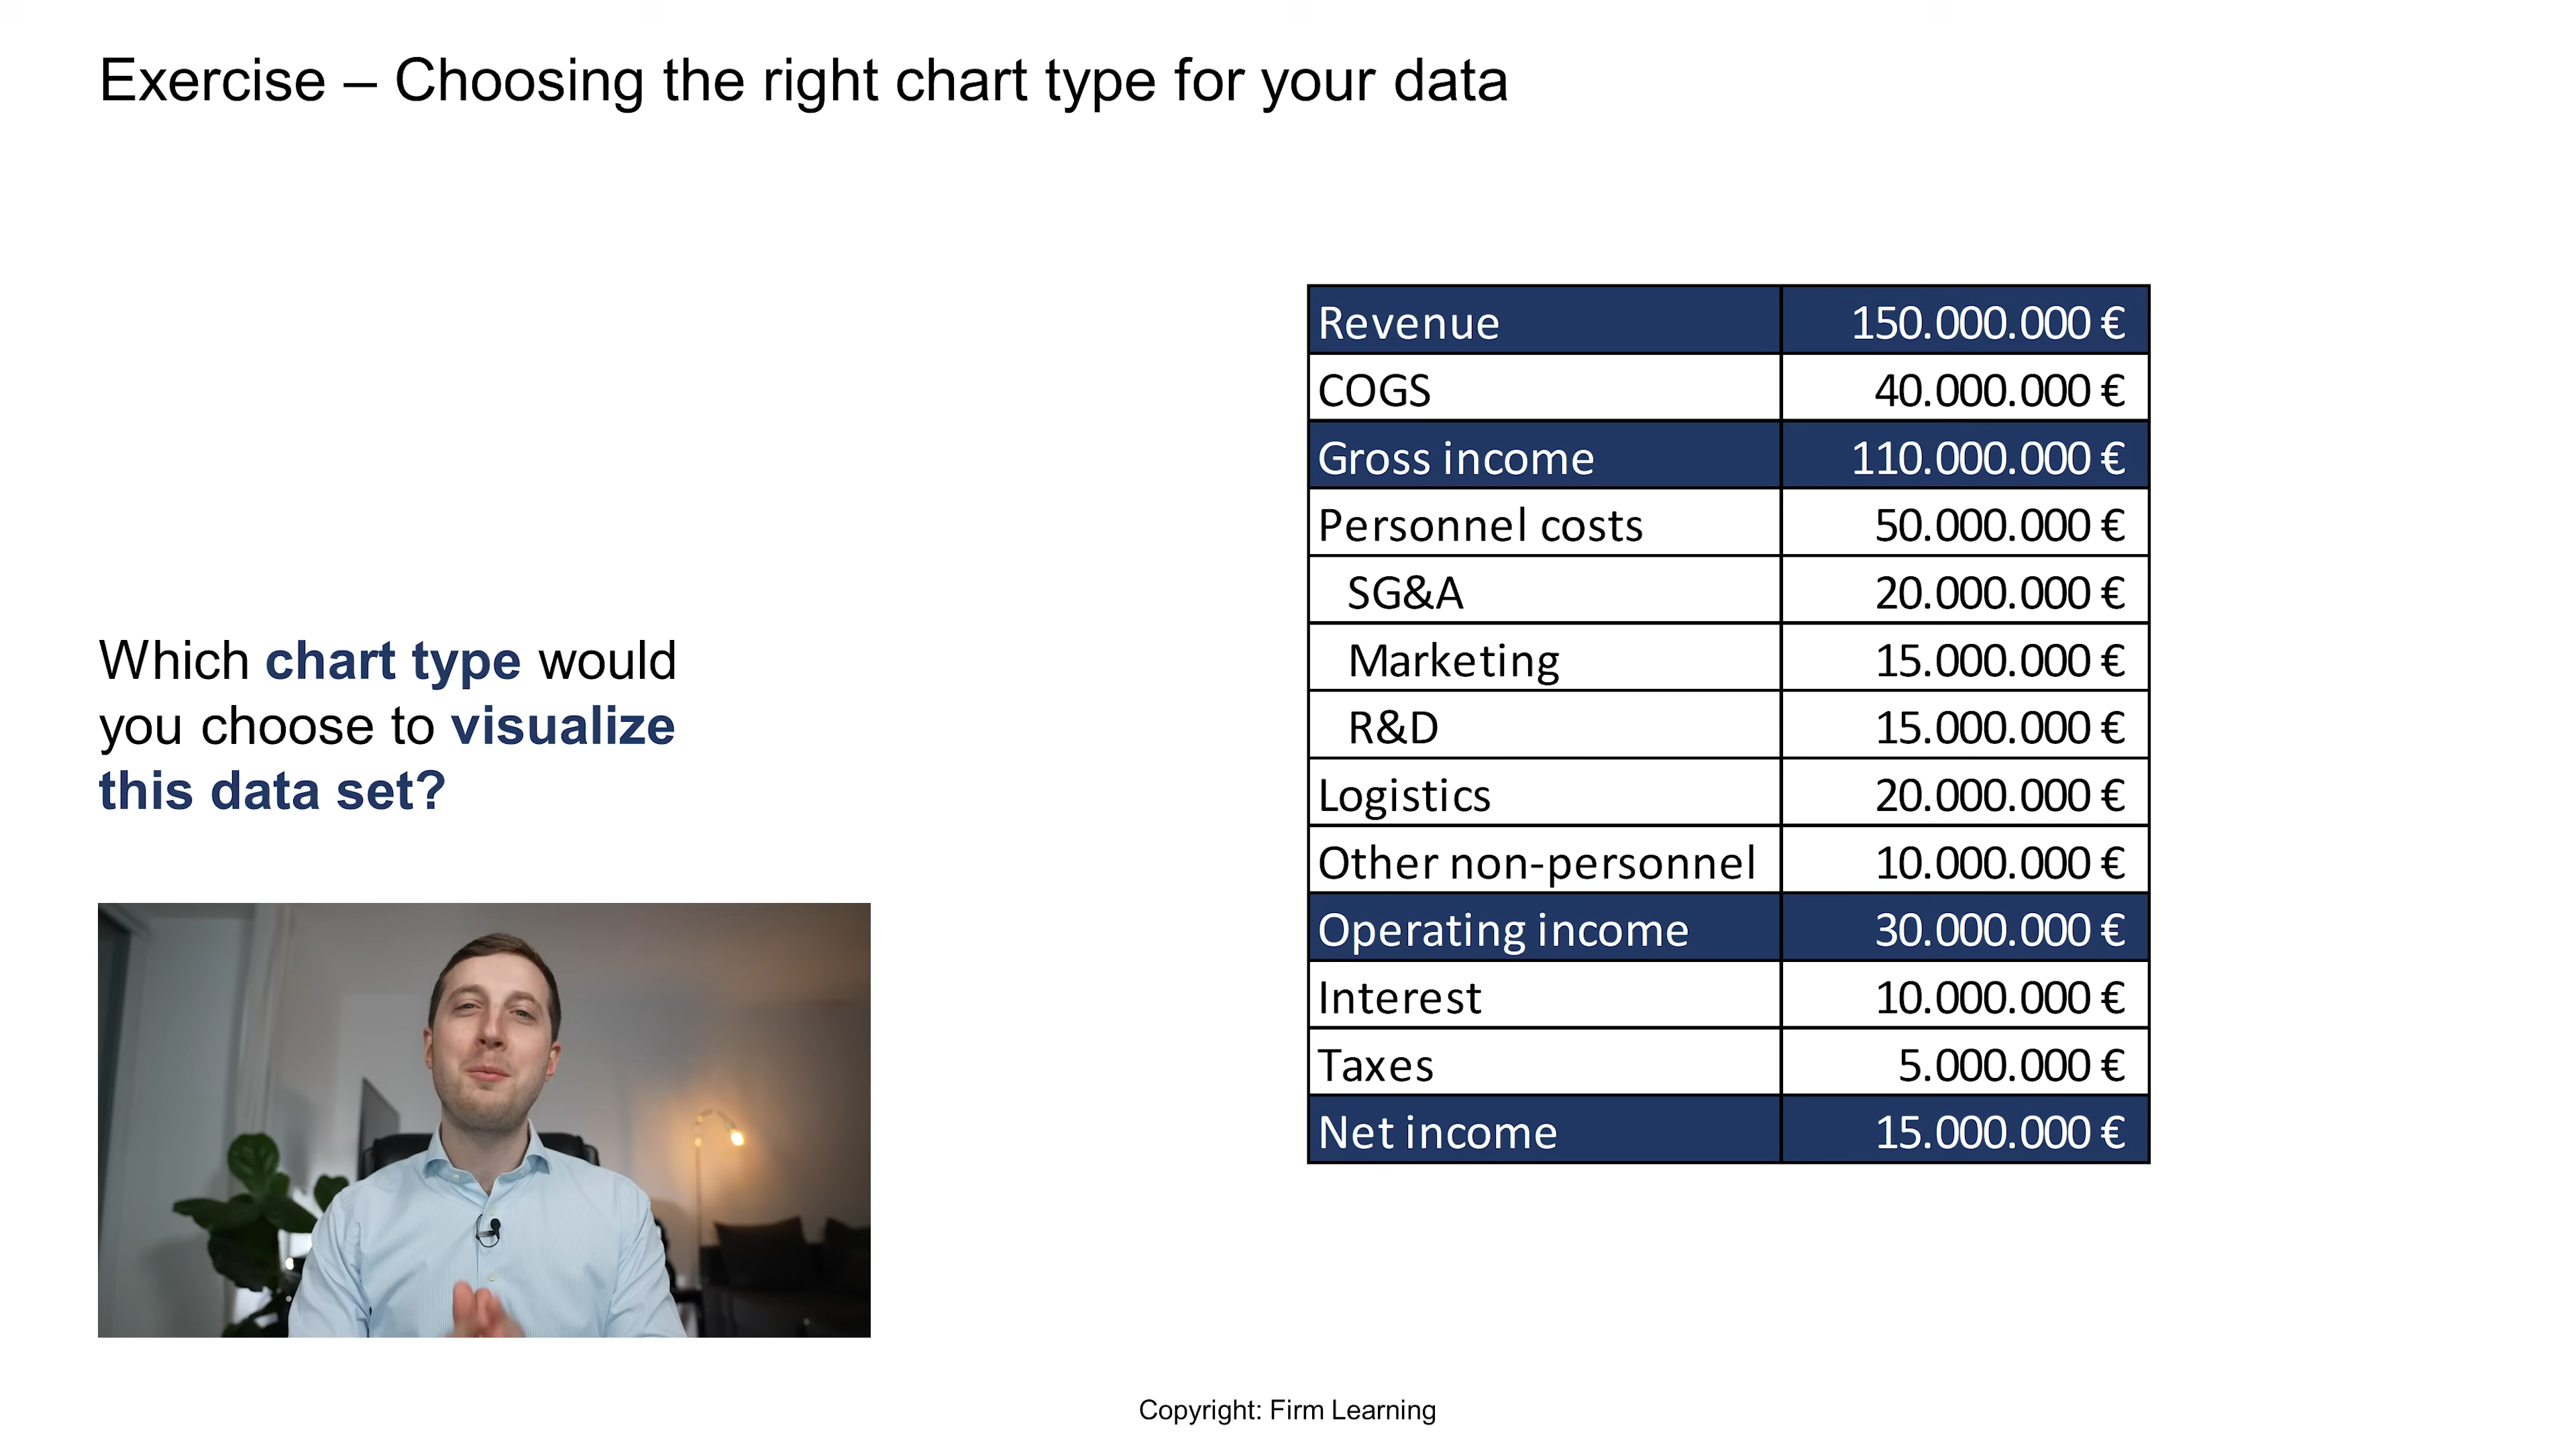 Exercise – Choosing the right chart type for your data
Which chart type would
you choose to visualize
this data set?
Revenue 150.000.000 €
COGS 40.000.000 €
Gross income 110.000.000 €
Personnel costs 50.000.000 €
SG&A 20.000.000 €
Marketing 15.000.000 €
R&D 15.000.000 €
Logistics 20.000.000 €
Other non-personnel 10.000.000 €
Operating income 30.000.000 €
Interest 10.000.000 €
Taxes 5.000.000 €
Net income 15.000.000 €
Copyright: Firm Learning